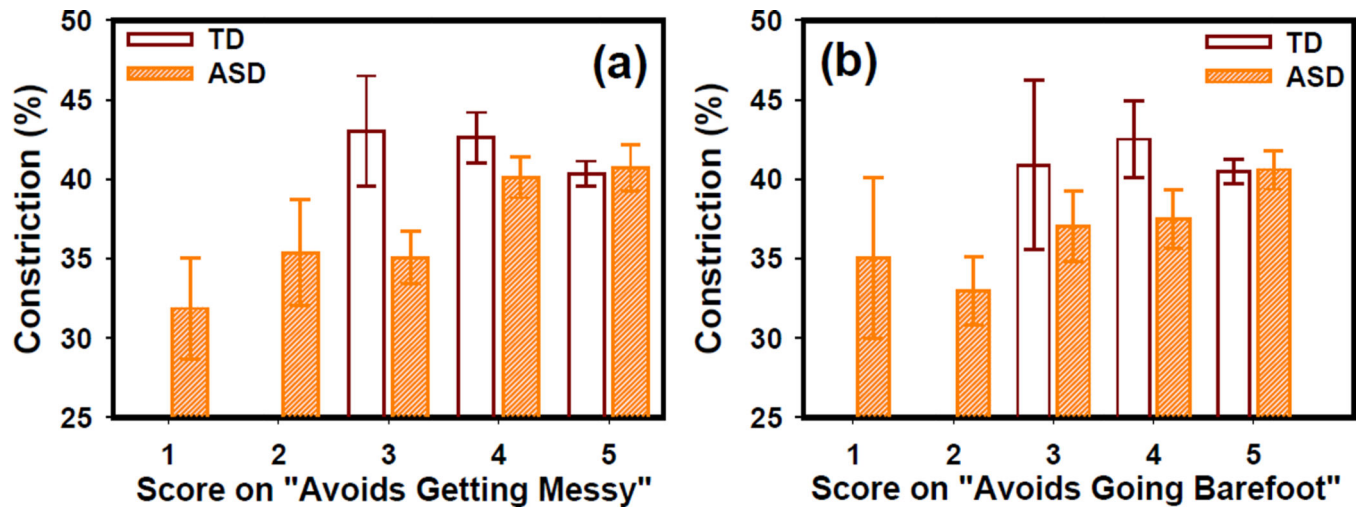 50
45
40
35
30
25
Constriction (%)
TD
ASD
(a)
1 2 3 4 5
Score on "Avoids Getting Messy"
50
45
40
35
30
25
Constriction (%)
(b)
TD
ASD
1 2 3 4 5
Score on "Avoids Going Barefoot"